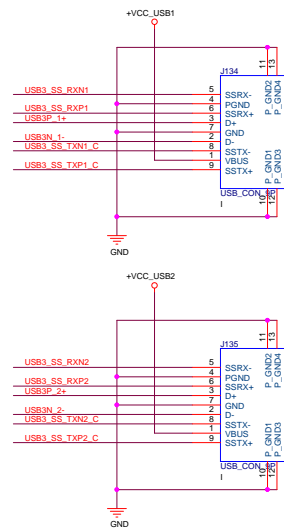 +VCC_USB1
J134
11
13
P_GND2
P_GND4
USB3_SS_RXN1 5 SSRX-
4 PGND
USB3_SS_RXP1 6 SSRX+
USB3P_1+ 3 D+
7 GND
USB3N_1- 2 D-
USB3_SS_TXN1_C 8 SSTX-
1 VBUS
USB3_SS_TXP1_C 9 SSTX+
P_GND1
P_GND3
10
12
USB_CON_9P
I
GND
+VCC_USB2
J135
11
13
P_GND2
P_GND4
USB3_SS_RXN2 5 SSRX-
4 PGND
USB3_SS_RXP2 6 SSRX+
USB3P_2+ 3 D+
7 GND
USB3N_2- 2 D-
USB3_SS_TXN2_C 8 SSTX-
1 VBUS
USB3_SS_TXP2_C 9 SSTX+
P_GND1
P_GND3
10
12
USB_CON_9P
I
GND